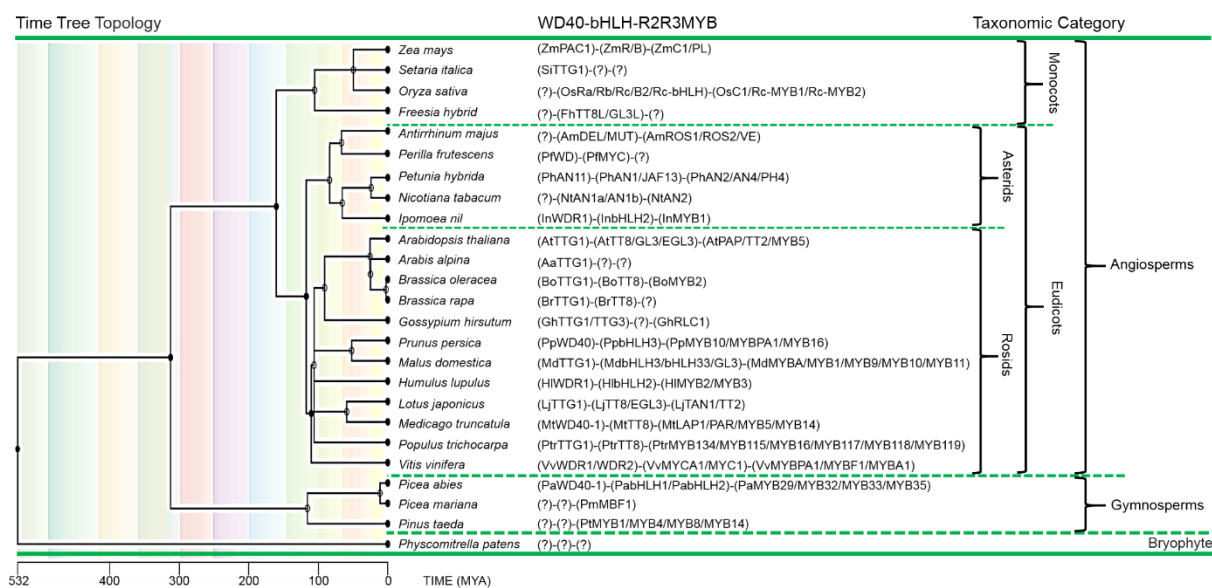 Time Tree Topology WD40-bHLH-R2R3MYB Taxonomic Category
Zea mays (ZmPAC1)-(ZmR/B)-(ZmC1/PL)
Setaria italica (SiTTG1)-(?)-(?)
Oryza sativa (?)-(OsRa/Rb/Rc/B2/Rc-bHLH)-(OsC1/Rc-MYB1/Rc-MYB2)
Freesia hybrid (?)-(FhTT8L/GL3L)-(?)
Monocots
Antirrhinum majus (?)-(AmDEL/MUT)-(AmROS1/ROS2/VE)
Perilla frutescens (PfWD)-(PfMYC)-(?)
Petunia hybrida (PhAN11)-(PhAN1/JAF13)-(PhAN2/AN4/PH4)
Nicotiana tabacum (?)-(NtAN1a/AN1b)-(NtAN2)
Ipomoea nil (InWDR1)-(InbHLH2)-(InMYB1)
Asterids
Arabidopsis thaliana (AtTTG1)-(AtTT8/GL3/EGL3)-(AtPAP/TT2/MYB5)
Arabis alpina (AaTTG1)-(?)-(?)
Brassica oleracea (BoTTG1)-(BoTT8)-(BoMYB2)
Brassica rapa (BrTTG1)-(BrTT8)-(?)
Gossypium hirsutum (GhTTG1/TTG3)-(?)-(GhRLC1)
Prunus persica (PpWD40)-(PpbHLH3)-(PpMYB10/MYBPA1/MYB16)
Malus domestica (MdTTG1)-(MdbHLH3/bHLH33/GL3)-(MdMYBA/MYB1/MYB9/MYB10/MYB11)
Humulus lupulus (HlWDR1)-(HlbHLH2)-(HlMYB2/MYB3)
Lotus japonicus (LjTTG1)-(LjTT8/EGL3)-(LjTAN1/TT2)
Medicago truncatula (MtWD40-1)-(MtTT8)-(MtLAP1/PAR/MYB5/MYB14)
Populus trichocarpa (PtrTTG1)-(PtrTT8)-(PtrMYB134/MYB115/MYB16/MYB117/MYB118/MYB119)
Vitis vinifera (VvWDR1/WDR2)-(VvMYCA1/MYC1)-(VvMYBPA1/MYBF1/MYBA1)
Rosids
Eudicots
Angiosperms
Picea abies (PaWD40-1)-(PabHLH1/PabHLH2)-(PaMYB29/MYB32/MYB33/MYB35)
Picea mariana (?)-(?)-(PmMBF1)
Pinus taeda (?)-(?)-(PtMYB1/MYB4/MYB8/MYB14)
Gymnosperms
Physcomitrella patens (?)-(?)-(?) Bryophyte
532 400 300 200 100 0 TIME (MYA)